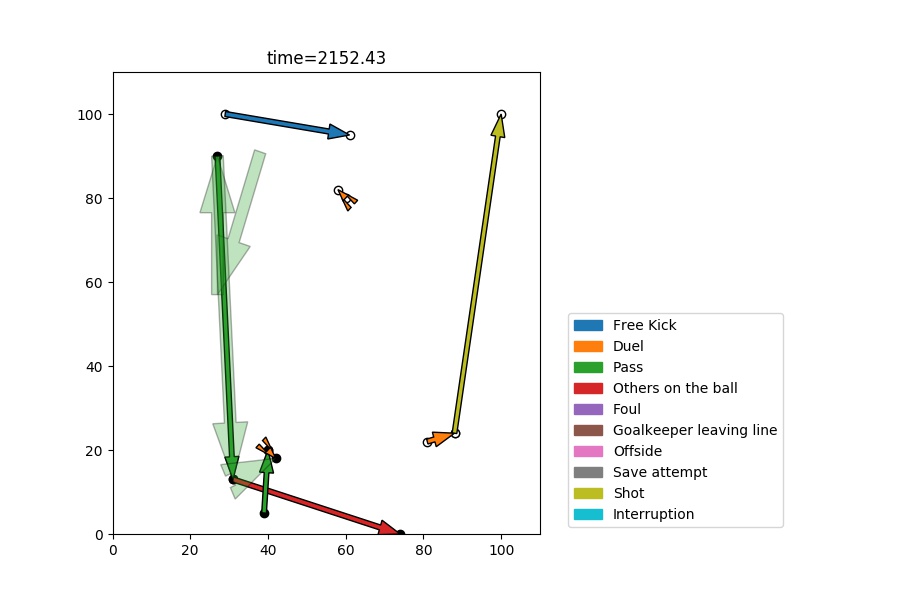 time=2152.43
100
80
60
40
20
0
0 20 40 60 80 100
Free Kick
Duel
Pass
Others on the ball
Foul
Goalkeeper leaving line
Offside
Save attempt
Shot
Interruption